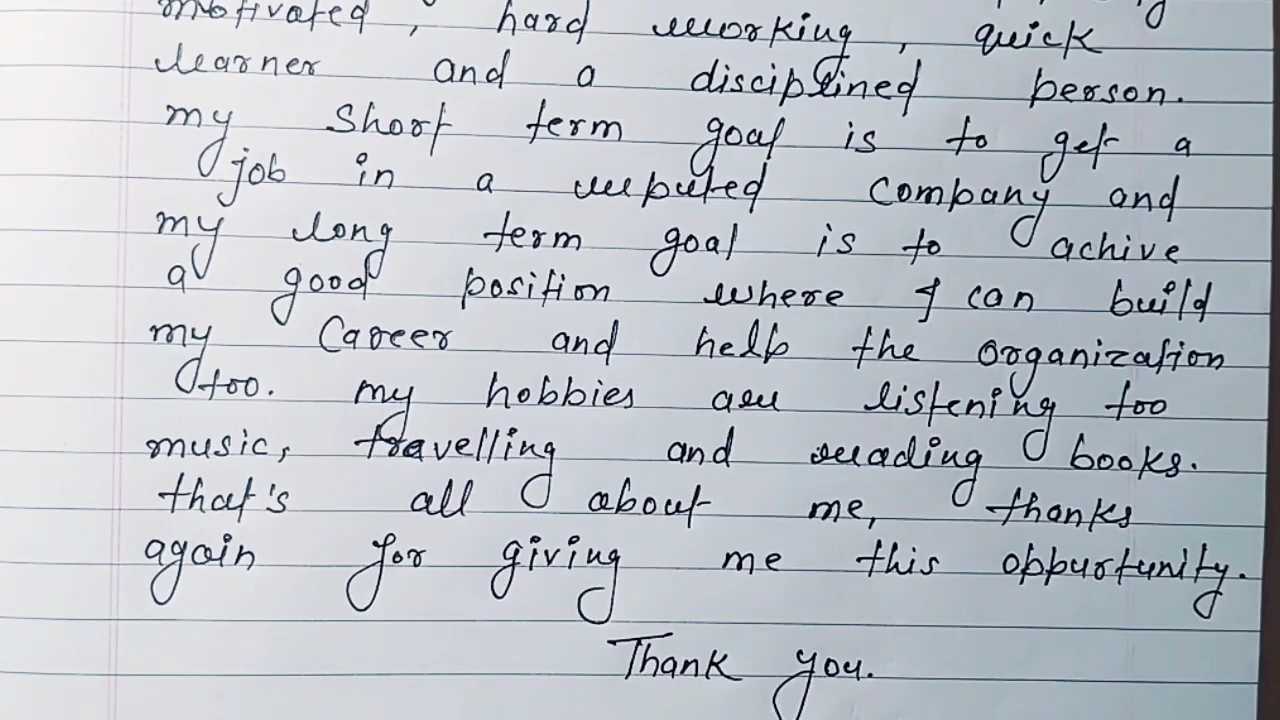 motivated, hard working, quick
learner and a disciplined person.
my short term goal is to get a
job in a reputed company and
my long term goal is to achive
a good position where I can build
my Career and help the organization
too. my hobbies are listening too
music, travelling and reading books.
that's all about me, thanks
again for giving me this oppurtunity.
Thank you.